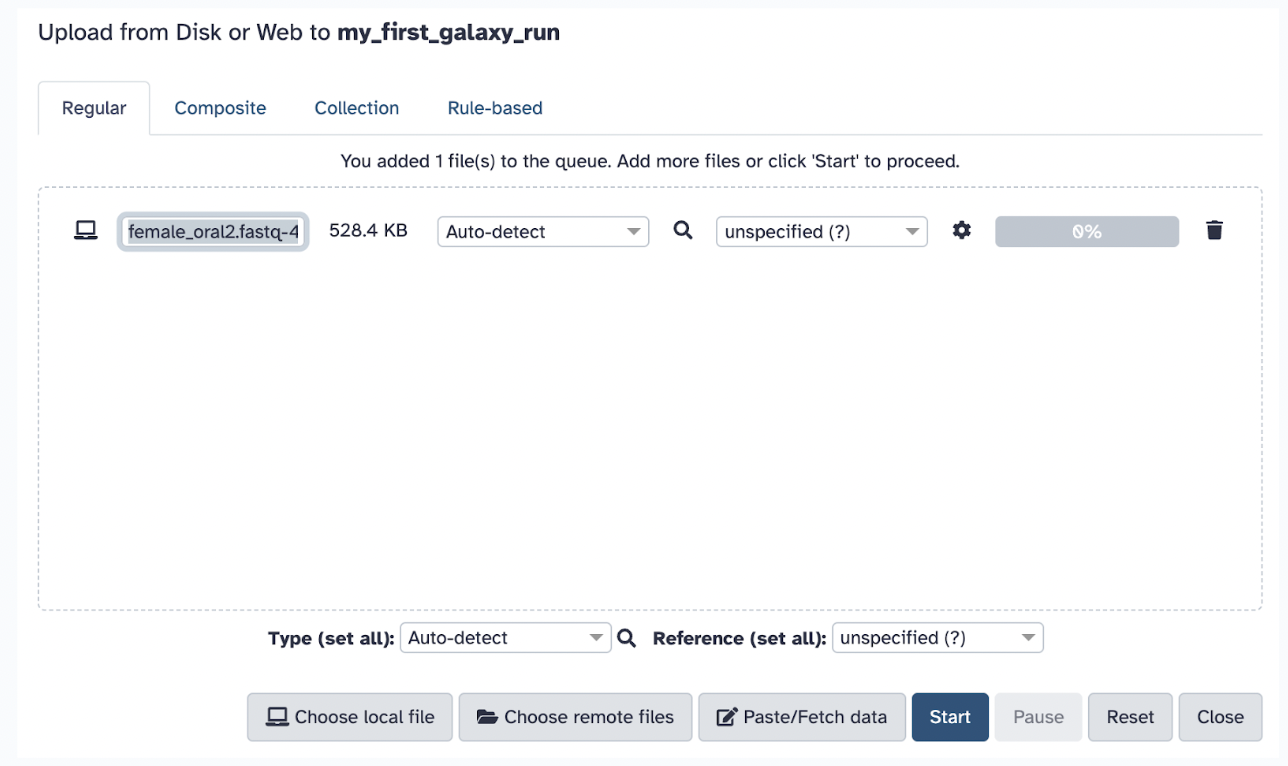 Upload from Disk or Web to my_first_galaxy_run
Regular Composite Collection Rule-based
You added 1 file(s) to the queue. Add more files or click 'Start' to proceed.
female_oral2.fastq-4 528.4 KB Auto-detect unspecified (?) 0%
Type (set all): Auto-detect Reference (set all): unspecified (?)
Choose local file Choose remote files Paste/Fetch data Start Pause Reset Close